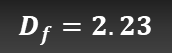 D_f = 2.23